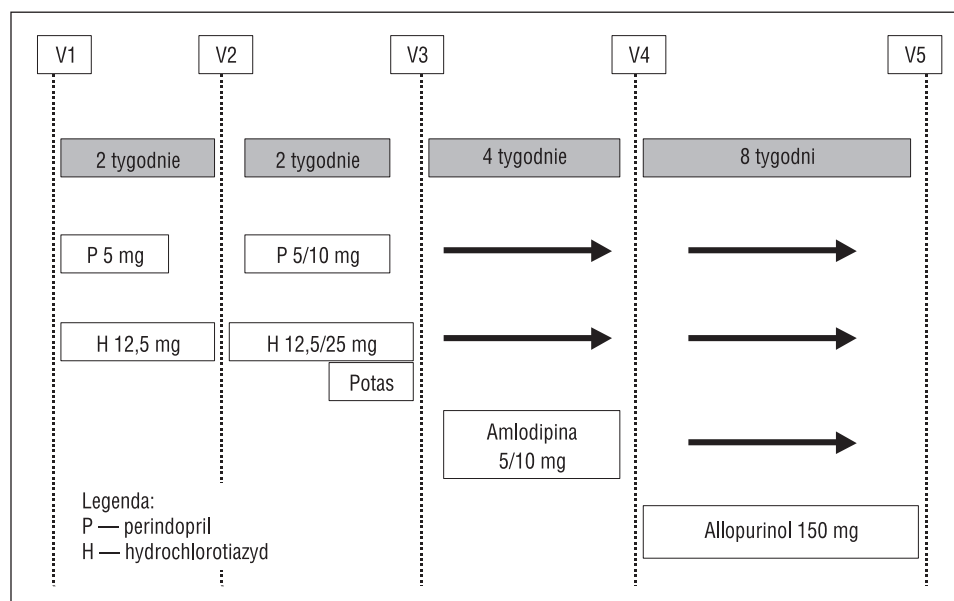 V1
V2
V3
V4
V5
2 tygodnie
2 tygodnie
4 tygodnie
8 tygodni
P 5 mg
P 5/10 mg
H 12,5 mg
H 12,5/25 mg
Potas
Amlodipina
5/10 mg
Legenda:
P — perindopril
H — hydrochlorotiazyd
Allopurinol 150 mg